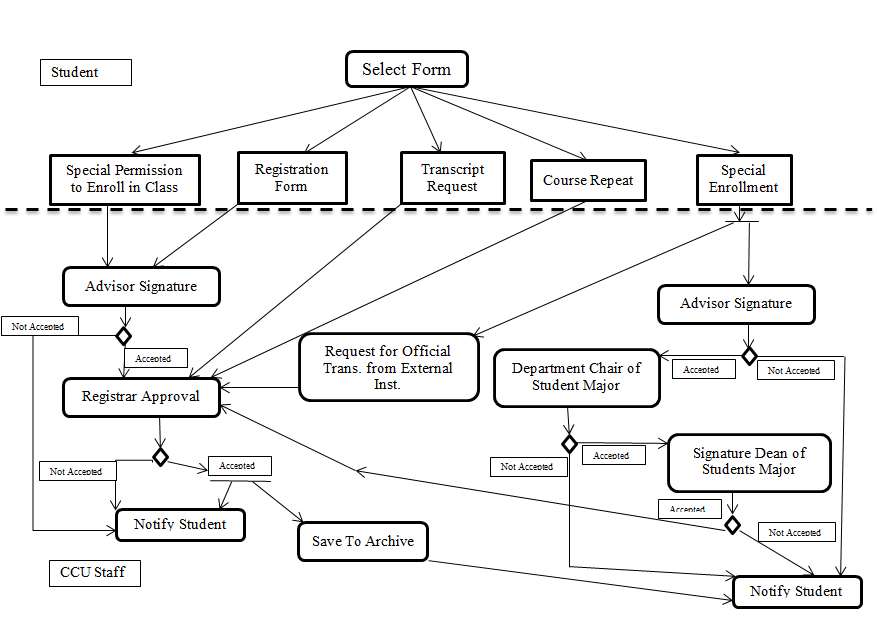 Select Form
Student
Special Permission
to Enroll in Class
Registration
Form
Transcript
Request
Course Repeat
Special
Enrollment
Advisor Signature
Advisor Signature
Not Accepted
Accepted
Request for Official
Trans. from External
Inst.
Department Chair of
Student Major
Accepted
Not Accepted
Registrar Approval
Not Accepted
Accepted
Not Accepted
Accepted
Signature Dean of
Students Major
Accepted
Not Accepted
Notify Student
Save To Archive
CCU Staff
Notify Student